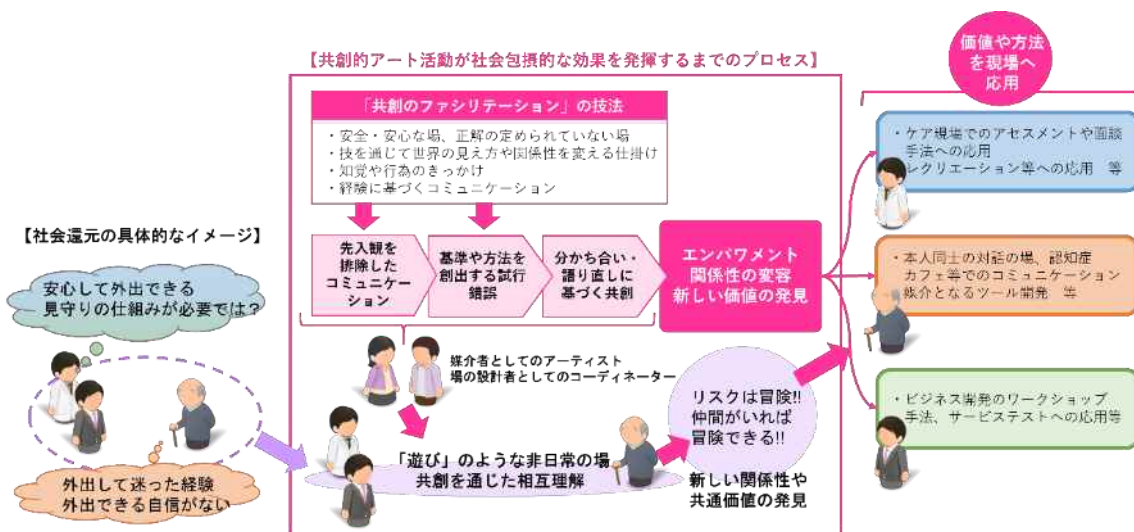 【共創的アート活動が社会包摂的な効果を発揮するまでのプロセス】
「共創のファシリテーション」の技法
・安全・安心な場、正解の定められていない場
・技を通じて世界の見え方や関係性を変える仕掛け
・知覚や行為のきっかけ
・経験に基づくコミュニケーション
先入観を
排除した
コミュニケー
ション
基準や方法を
創出する試行
錯誤
分かち合い・
語り直しに
基づく共創
エンパワメント
関係性の変容
新しい価値の発見
媒介者としてのアーティスト
場の設計者としてのコーディネーター
「遊び」のような非日常の場
共創を通じた相互理解
リスクは冒険!!
仲間がいれば
冒険できる!!
新しい関係性や
共通価値の発見
【社会還元の具体的なイメージ】
安心して外出できる
見守りの仕組みが必要では？
外出して迷った経験
外出できる自信がない
価値や方法
を現場へ
応用
・ケア現場でのアセスメントや面談
手法への応用
レクリエーション等への応用　等
・本人同士の対話の場、認知症
カフェ等でのコミュニケーション
媒介となるツール開発　等
・ビジネス開発のワークショップ
手法、サービステストへの応用等